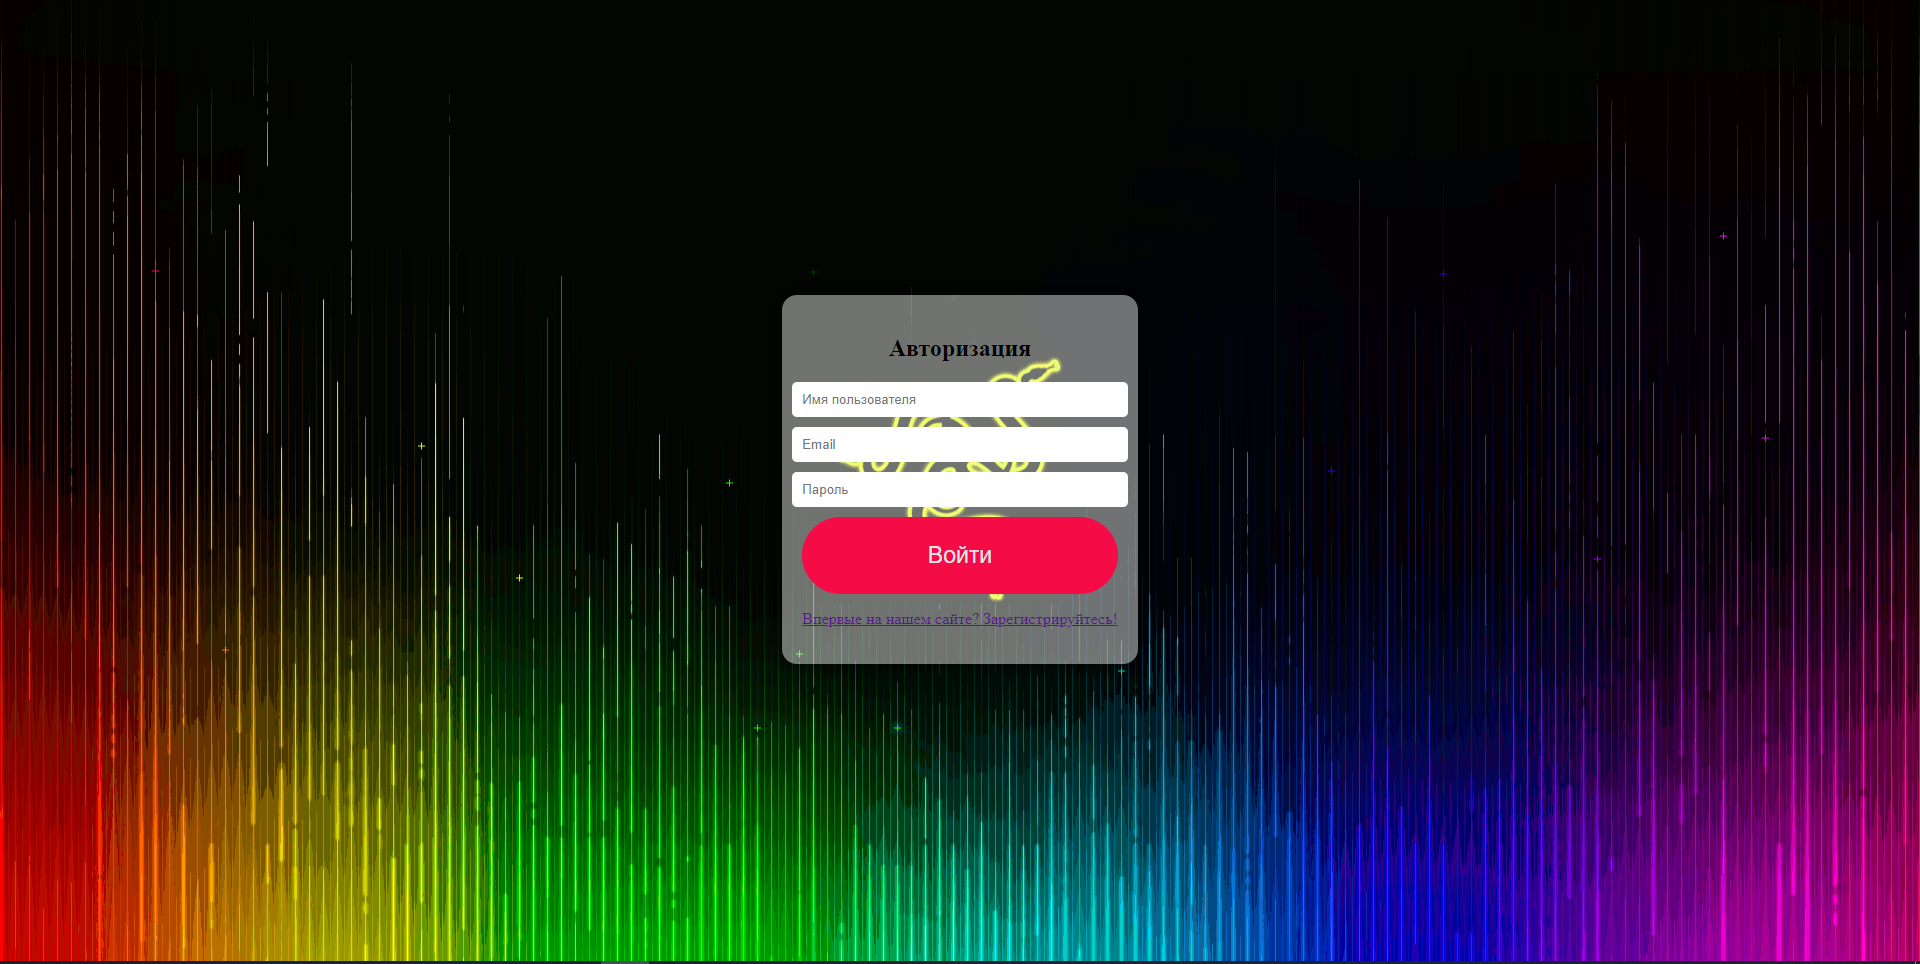 Авторизация
Имя пользователя
Email
Пароль
Войти
Впервые на нашем сайте? Зарегистрируйтесь!